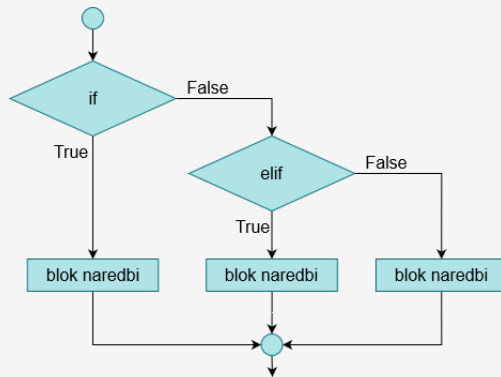 if
False
True
elif
False
True
blok naredbi
blok naredbi
blok naredbi